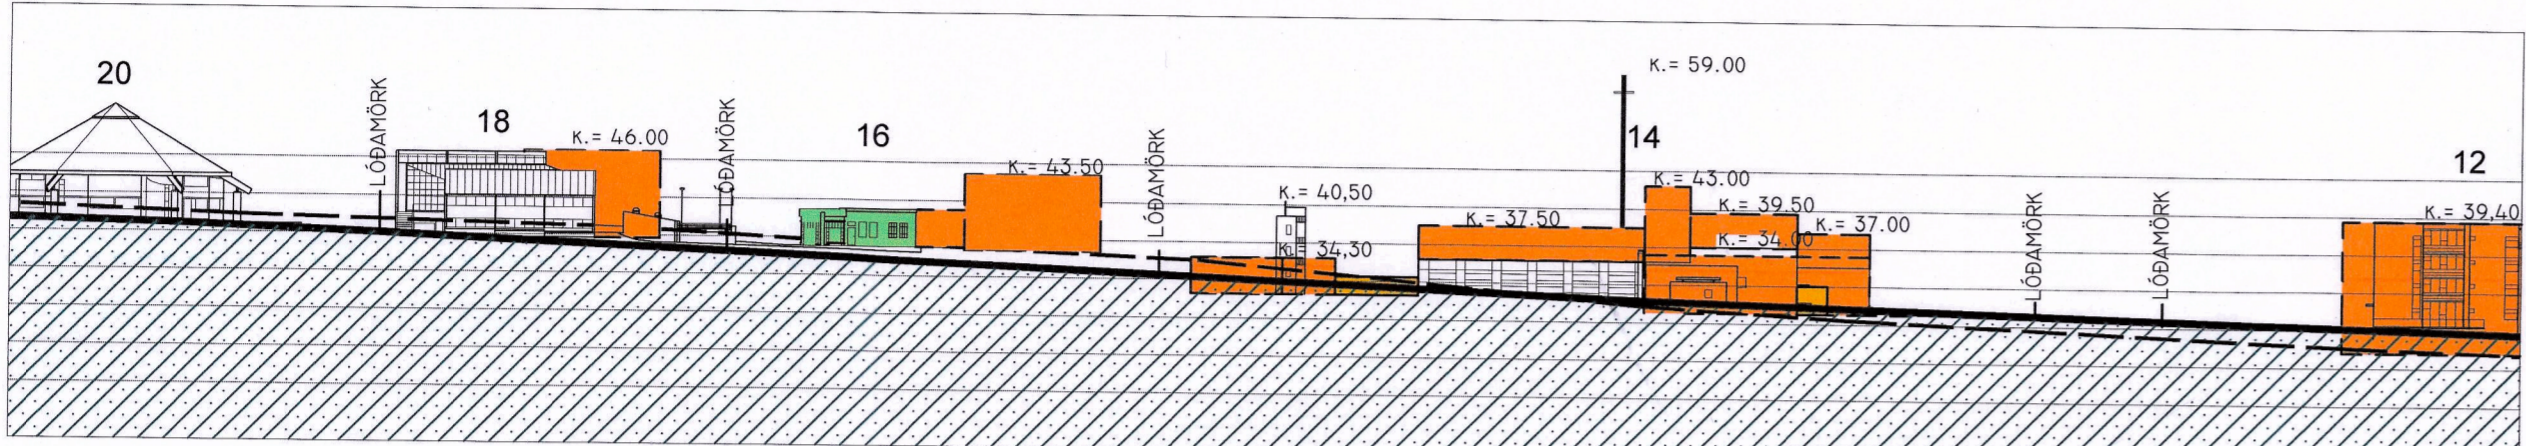 20
LÓÐAMÖRK
18
K.= 46.00
LÓÐAMÖRK
16
K.= 43.50
LÓÐAMÖRK
K.= 40,50
K.= 34,30
K.= 37.50
K.= 59.00
14
K.= 43.00
K.= 39.50
K.= 34.00
K.= 37.00
LÓÐAMÖRK
LÓÐAMÖRK
12
K.= 39,40